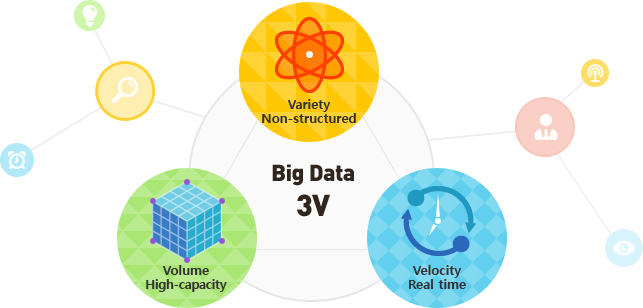 Variety
Non-structured
Big Data
3V
Volume
High-capacity
Velocity
Real time